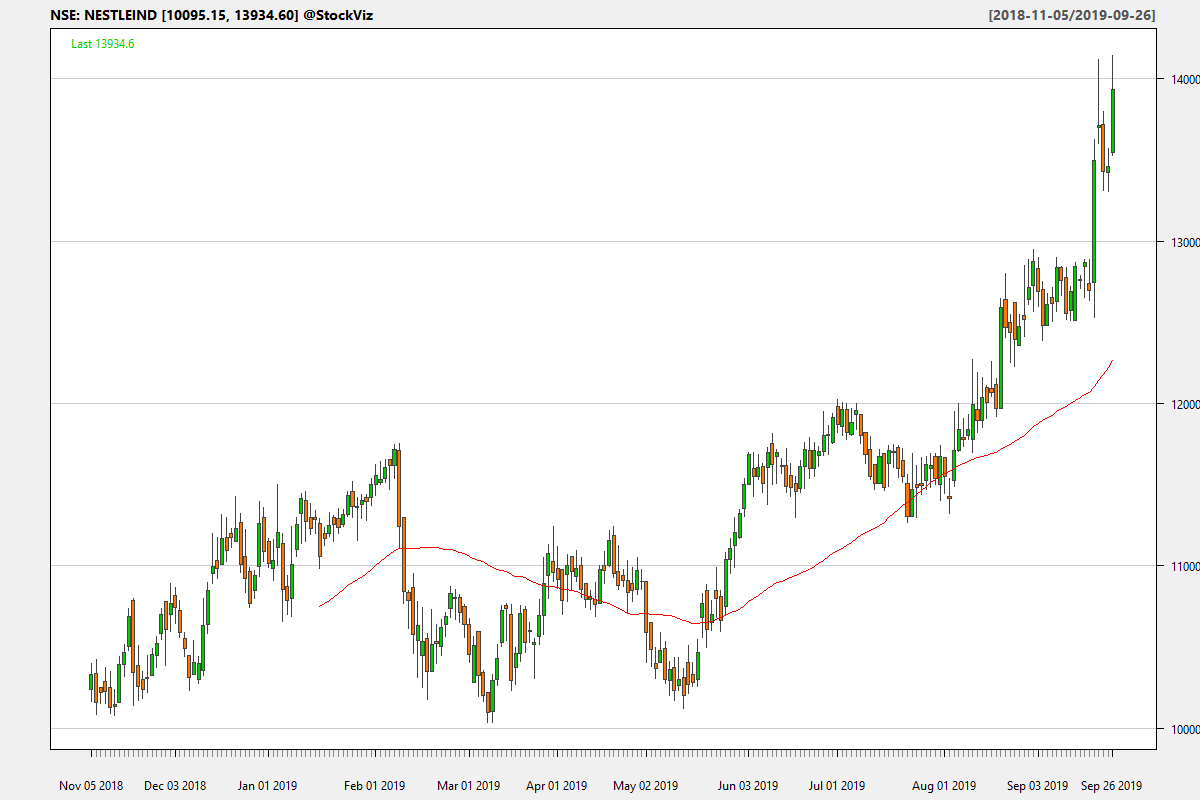 NSE: NESTLEIND [10095.15, 13934.60] @StockViz [2018-11-05/2019-09-26]
Last 13934.6
14000
13000
12000
11000
10000
Nov 05 2018 Dec 03 2018 Jan 01 2019 Feb 01 2019 Mar 01 2019 Apr 01 2019 May 02 2019 Jun 03 2019 Jul 01 2019 Aug 01 2019 Sep 03 2019 Sep 26 2019